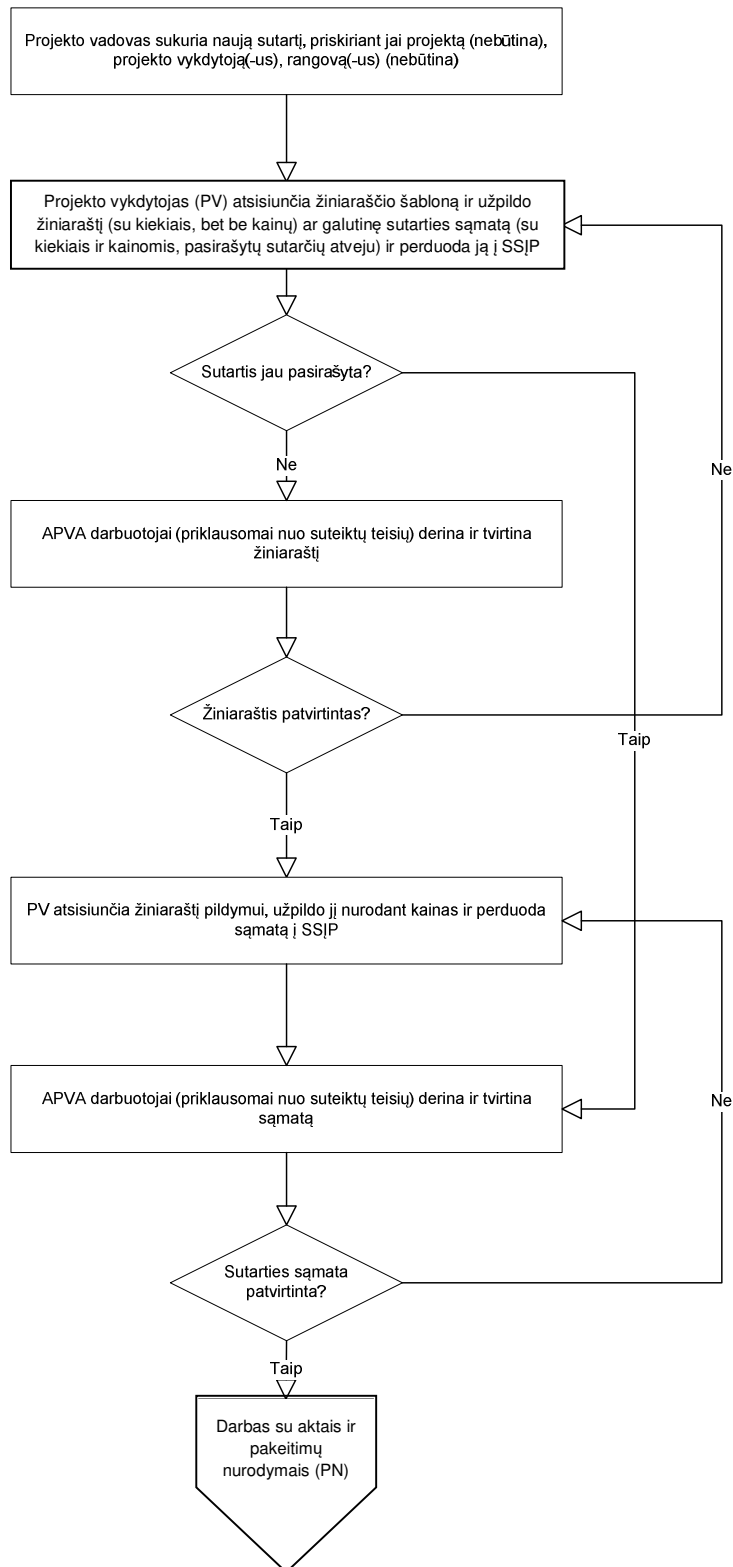 Projekto vadovas sukuria naują sutartį, priskiriant jai projektą (nebūtina),
projekto vykdytoją(-us), rangovą(-us) (nebūtina)
Projekto vykdytojas (PV) atsisiunčia žiniaraščio šabloną ir užpildo
žiniaraštį (su kiekiais, bet be kainų) ar galutinę sutarties sąmatą (su
kiekiais ir kainomis, pasirašytų sutarčių atveju) ir perduoda ją į SSĮP
Sutartis jau pasirašyta?
Ne
Ne
APVA darbuotojai (priklausomai nuo suteiktų teisių) derina ir tvirtina
žiniaraštį
Žiniaraštis patvirtintas?
Taip
Taip
PV atsisiunčia žiniaraštį pildymui, užpildo jį nurodant kainas ir perduoda
sąmatą į SSĮP
APVA darbuotojai (priklausomai nuo suteiktų teisių) derina ir tvirtina
sąmatą
Ne
Sutarties sąmata
patvirtinta?
Taip
Darbas su aktais ir
pakeitimų
nurodymais (PN)